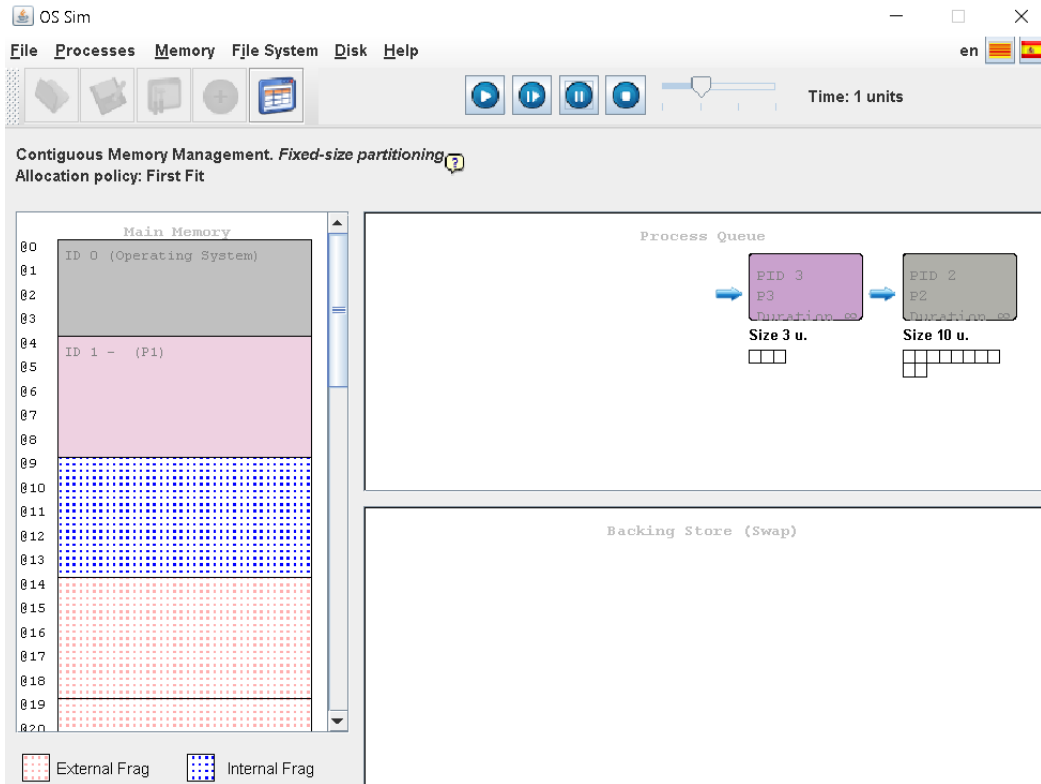 OS Sim
File Processes Memory File System Disk Help
en
Time: 1 units
Contiguous Memory Management. Fixed-size partitioning
?
Allocation policy: First Fit
Main Memory
@0
ID 0 (Operating System)
@1
@2
@3
@4
ID 1 - (P1)
@5
@6
@7
@8
@9
@10
@11
@12
@13
@14
@15
@16
@17
@18
@19
@20
External Frag
Internal Frag
Process Queue
PID 3
P3
Duration ∞
Size 3 u.
PID 2
P2
Duration ∞
Size 10 u.
Backing Store (Swap)